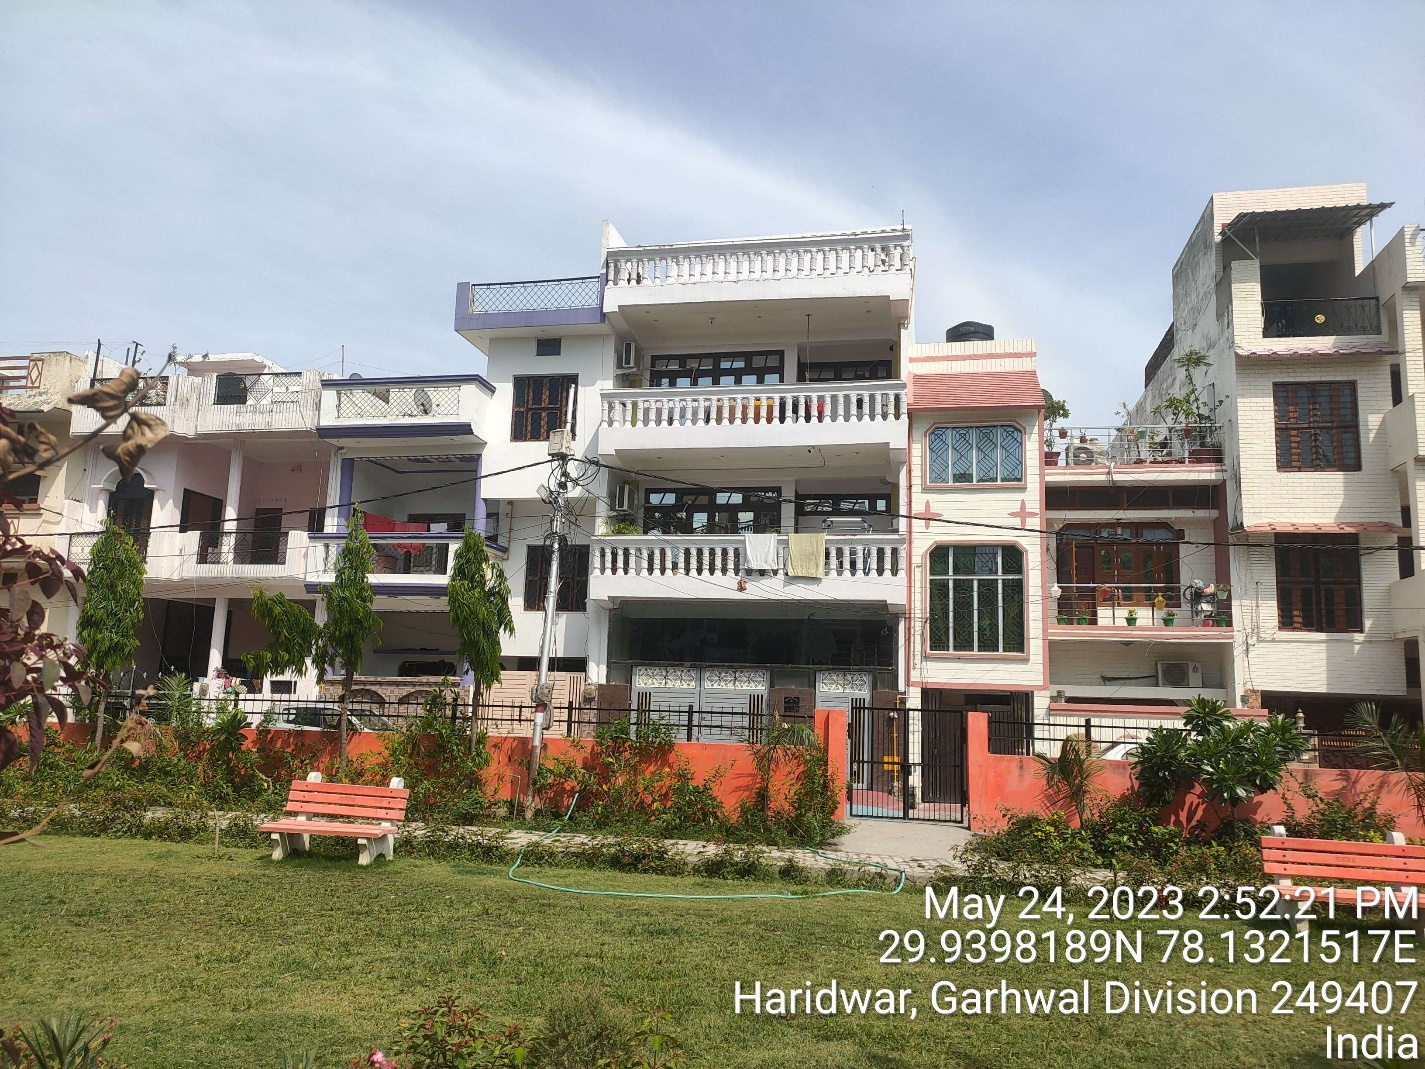 May 24, 2023 2:52:21 PM
29.9398189N 78.1321517E
Haridwar, Garhwal Division 249407
India